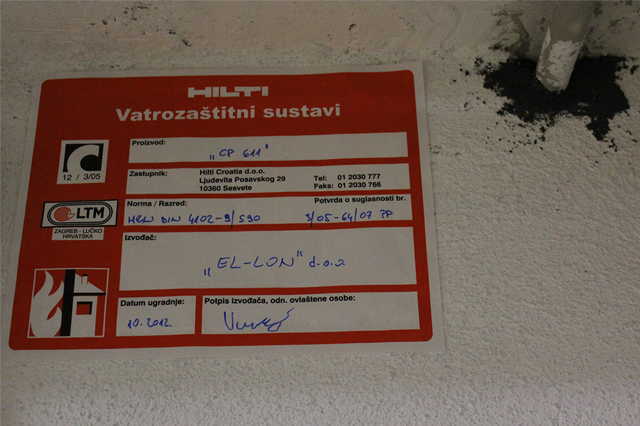 HILTI
Vatrozaštitni sustavi
Proizvod:
"CP 611"
12 / 3/05
Zastupnik:
Hilti Croatia d.o.o.
Ljudevita Posavskog 29
10360 Sesvete
Tel: 01 2030 777
Faks: 01 2030 766
LTM
ZAGREB - LUČKO
HRVATSKA
Norma / Razred:
HRN DIN 4102-9/S90
Potvrda o suglasnosti br.
3/05-64/07 ZP
Izvođač:
"EL-LON" d.o.o.
Datum ugradnje:
10.2012.
Potpis izvođača, odn. ovlaštene osobe: